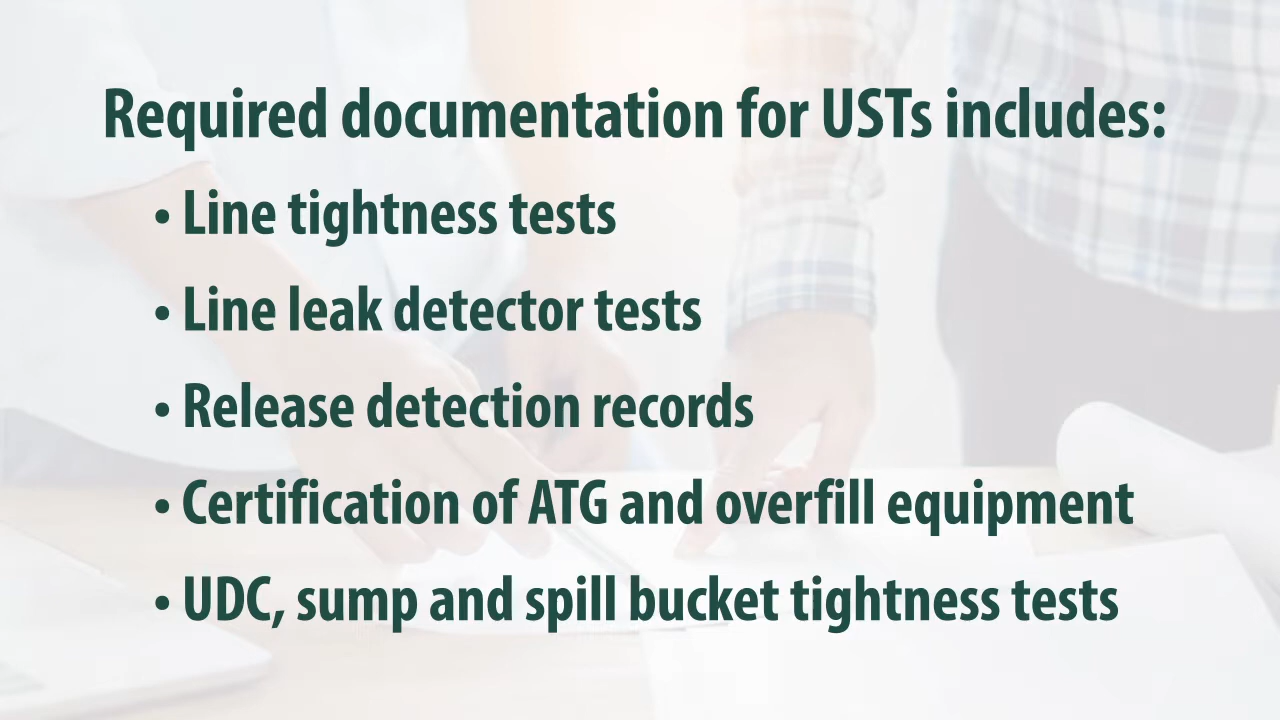 Required documentation for USTs includes:
• Line tightness tests
• Line leak detector tests
• Release detection records
• Certification of ATG and overfill equipment
• UDC, sump and spill bucket tightness tests